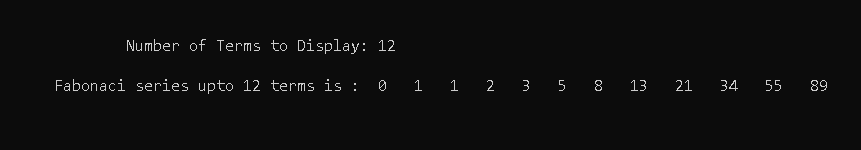 Number of Terms to Display: 12
Fabonaci series upto 12 terms is :  0   1   1   2   3   5   8   13   21   34   55   89